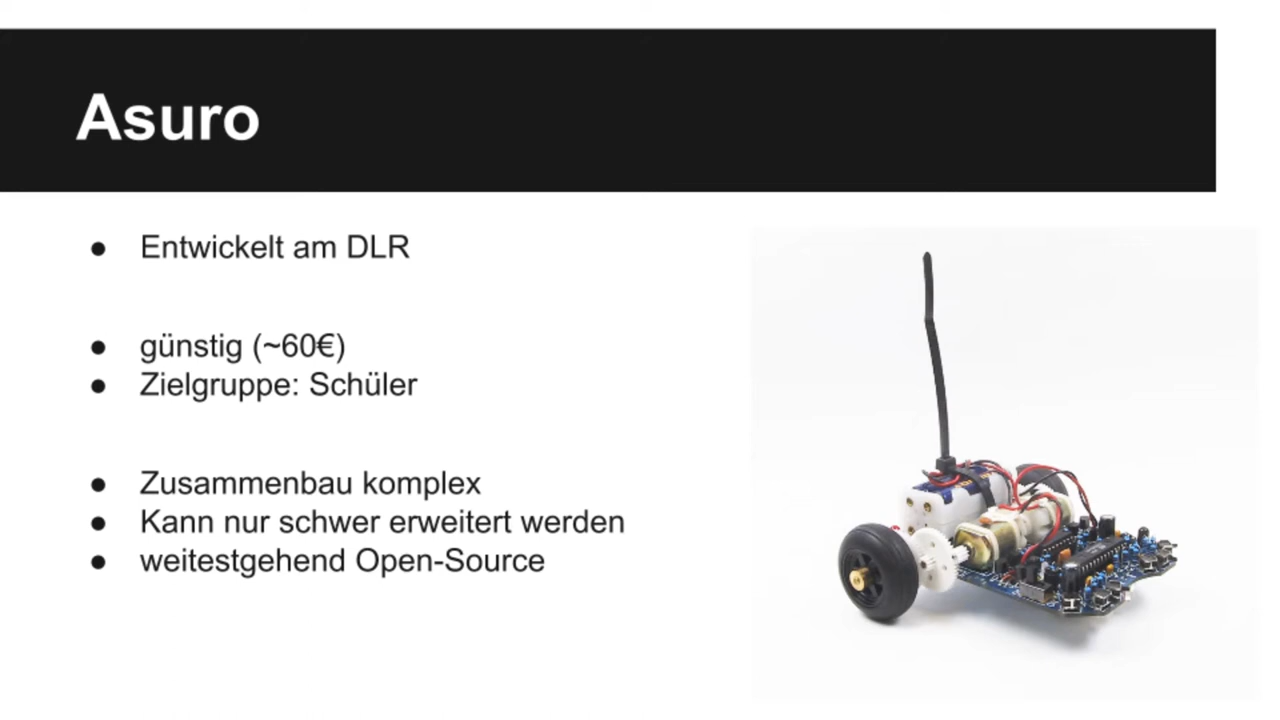 Asuro
● Entwickelt am DLR
● günstig (~60€)
● Zielgruppe: Schüler
● Zusammenbau komplex
● Kann nur schwer erweitert werden
● weitestgehend Open-Source